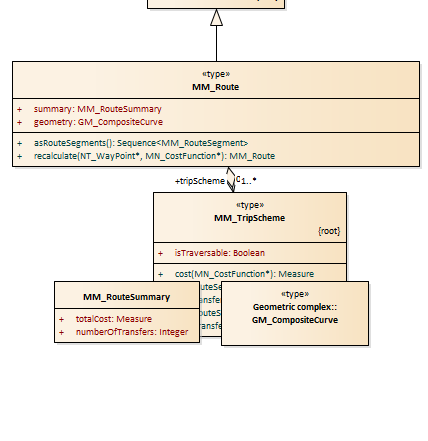 «type»
MM_Route
+ summary: MM_RouteSummary
+ geometry: GM_CompositeCurve
+ asRouteSegments(): Sequence<MM_RouteSegment>
+ recalculate(NT_WayPoint*, MN_CostFunction*): MM_Route
+tripScheme 1..*
«type»
MM_TripScheme
{root}
+ isTraversable: Boolean
+ cost(MN_CostFunction*): Measure
MM_RouteSummary
+ totalCost: Measure
+ numberOfTransfers: Integer
«type»
Geometric complex::
GM_CompositeCurve